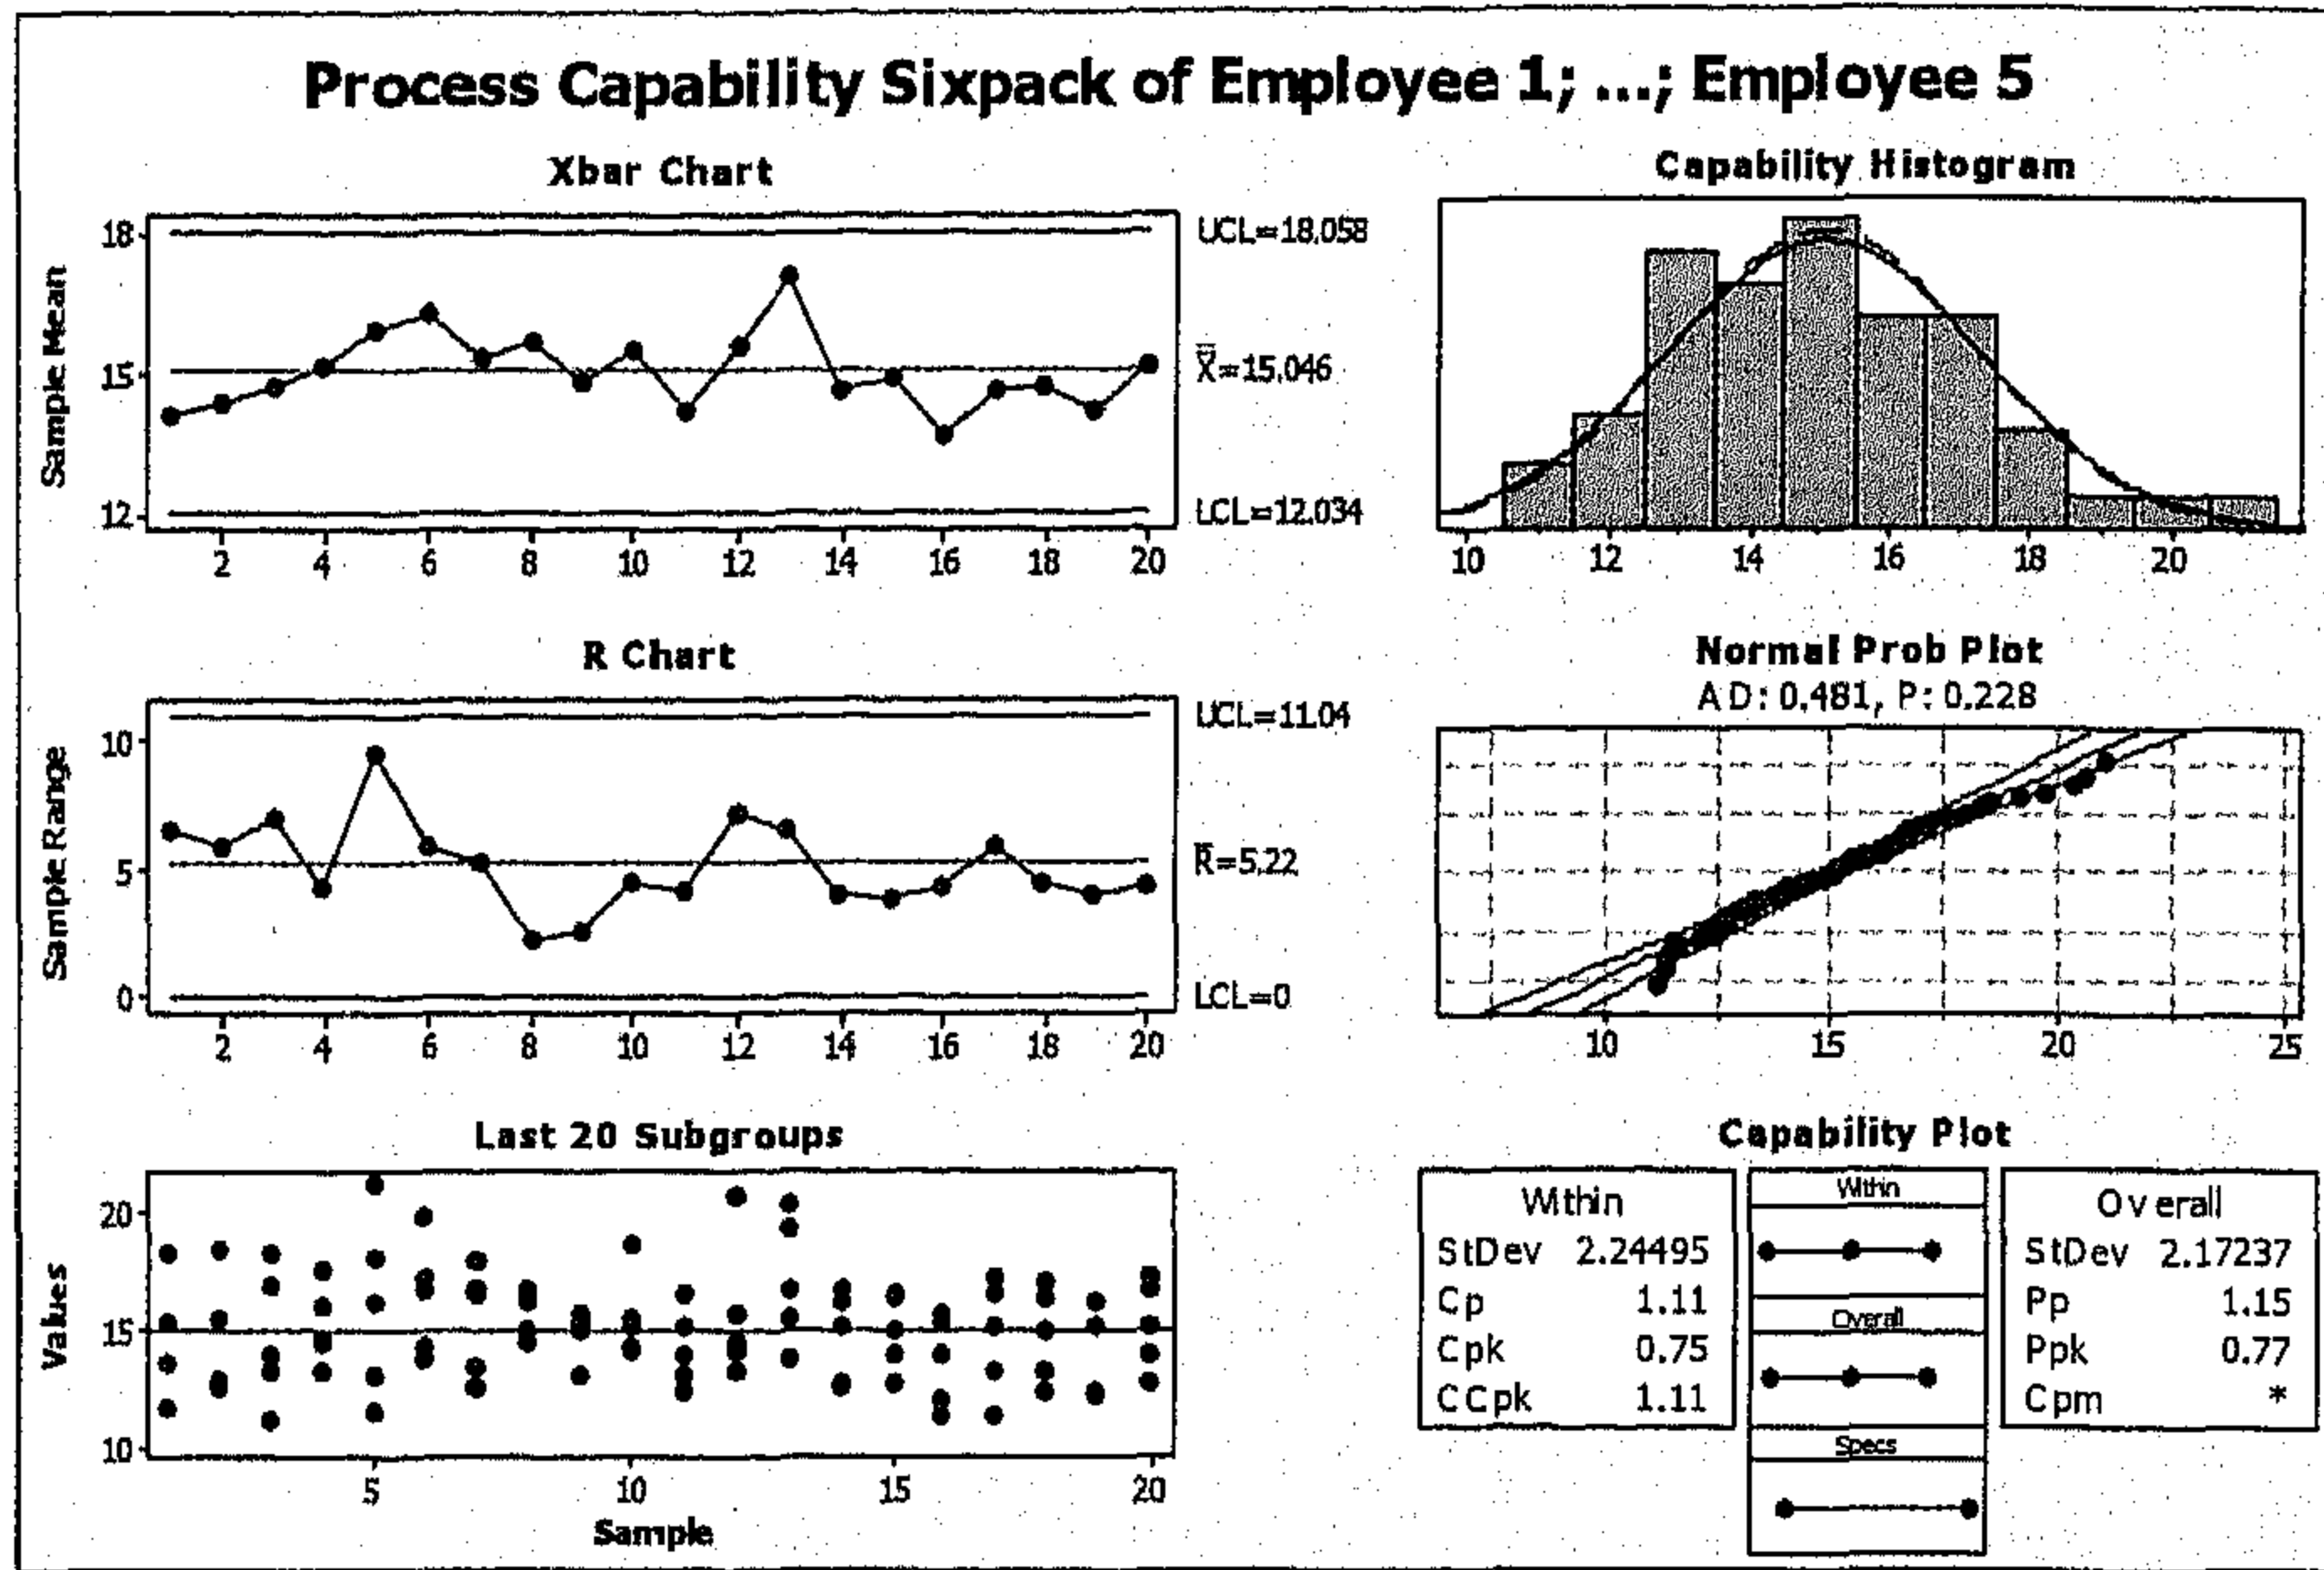 Process Capability Sixpack of Employee 1; ...; Employee 5
Xbar Chart
Sample Mean
18
15
12
UCL=18.058
X=15.046
LCL=12.034
2 4 6 8 10 12 14 16 18 20
Capability Histogram
10 12 14 16 18 20
R Chart
Sample Range
10
5
0
UCL=11.04
R=5.22
LCL=0
2 4 6 8 10 12 14 16 18 20
Normal Prob Plot
AD: 0.481, P: 0.228
10 15 20 25
Last 20 Subgroups
Values
20
15
10
5 10 15 20
Sample
Capability Plot
Within
StDev 2.24495
Cp 1.11
Cpk 0.75
CCpk 1.11
Within
Overall
Specs
Overall
StDev 2.17237
Pp 1.15
Ppk 0.77
Cpm *